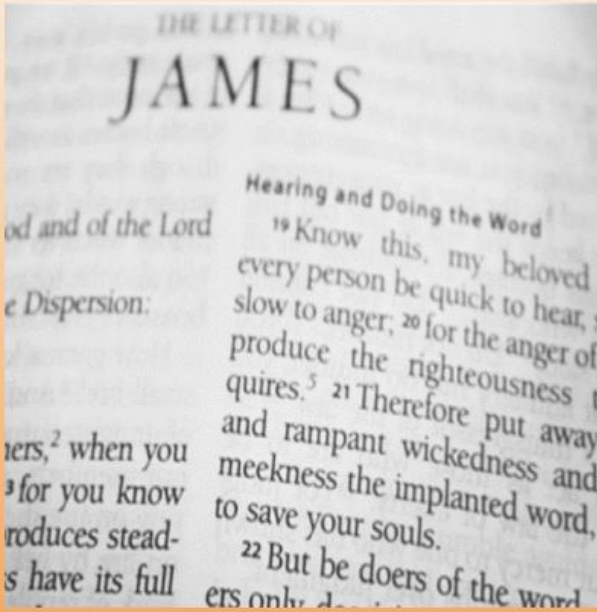 THE LETTER OF
JAMES
od and of the Lord
e Dispersion:
ners,2 when you
3 for you know
roduces stead-
s have its full
Hearing and Doing the Word
19 Know this, my beloved
every person be quick to hear,
slow to anger; 20 for the anger of
produce the righteousness
quires.5 21 Therefore put away
and rampant wickedness and
meekness the implanted word,
to save your souls.
22 But be doers of the word
ers only,